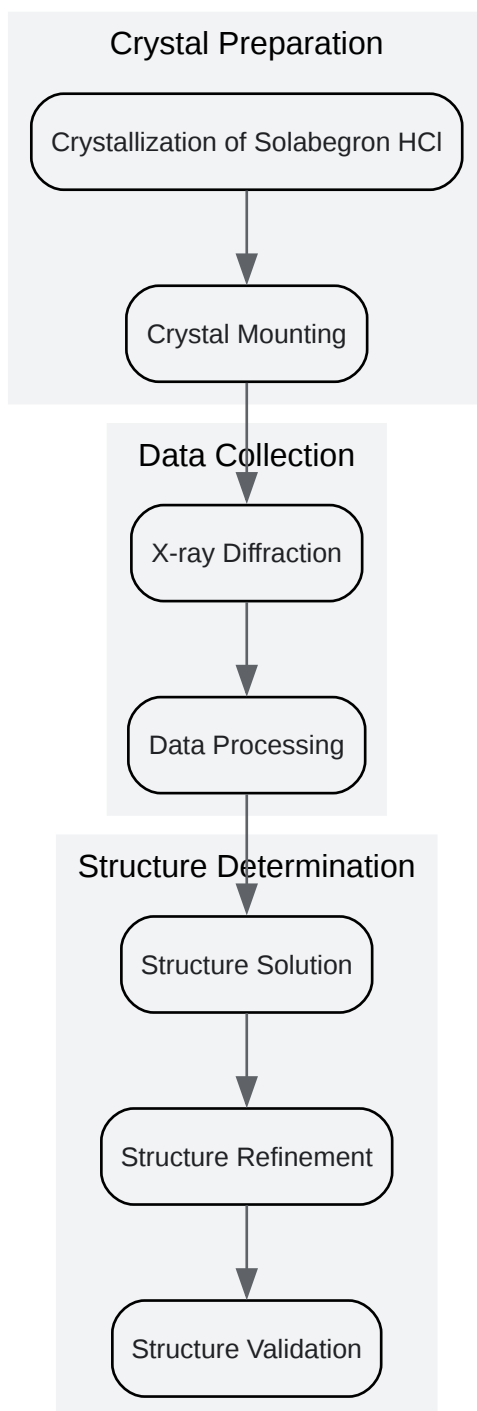 Crystal Preparation
Crystallization of Solabegron HCl
Crystal Mounting
Data Collection
X-ray Diffraction
Data Processing
Structure Determination
Structure Solution
Structure Refinement
Structure Validation